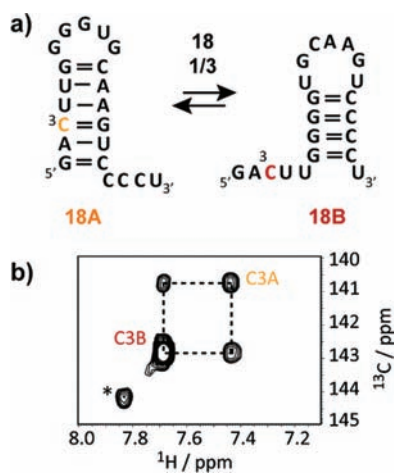 a)
G G G U G
G = C
U – A
U – A
3 C = G
A – U
G = C C C C U 3′
5′
18A
18
1/3
G C A A G
U U
G = C
G = C
G = C
G = C
5′ G A C U U U 3′
3
18B
b)
C3A
C3B
*
140
141
142
143
144
145
¹³C / ppm
8.0 7.8 7.6 7.4 7.2
¹H / ppm